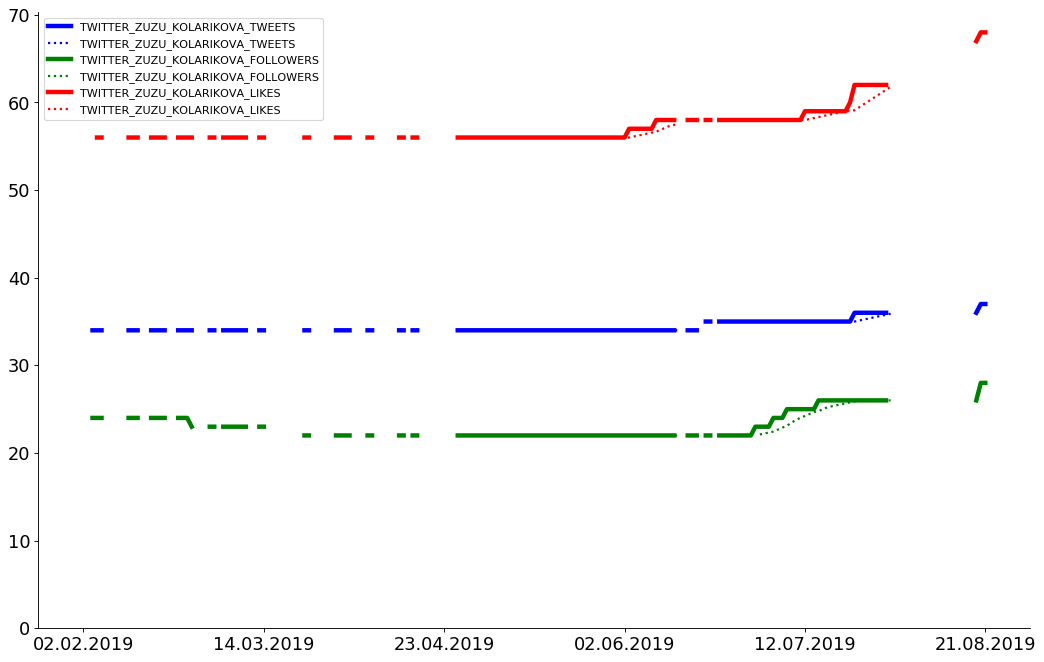 70
TWITTER_ZUZU_KOLARIKOVA_TWEETS
TWITTER_ZUZU_KOLARIKOVA_TWEETS
TWITTER_ZUZU_KOLARIKOVA_FOLLOWERS
TWITTER_ZUZU_KOLARIKOVA_FOLLOWERS
TWITTER_ZUZU_KOLARIKOVA_LIKES
TWITTER_ZUZU_KOLARIKOVA_LIKES
60
50
40
30
20
10
0
02.02.2019 14.03.2019 23.04.2019 02.06.2019 12.07.2019 21.08.2019